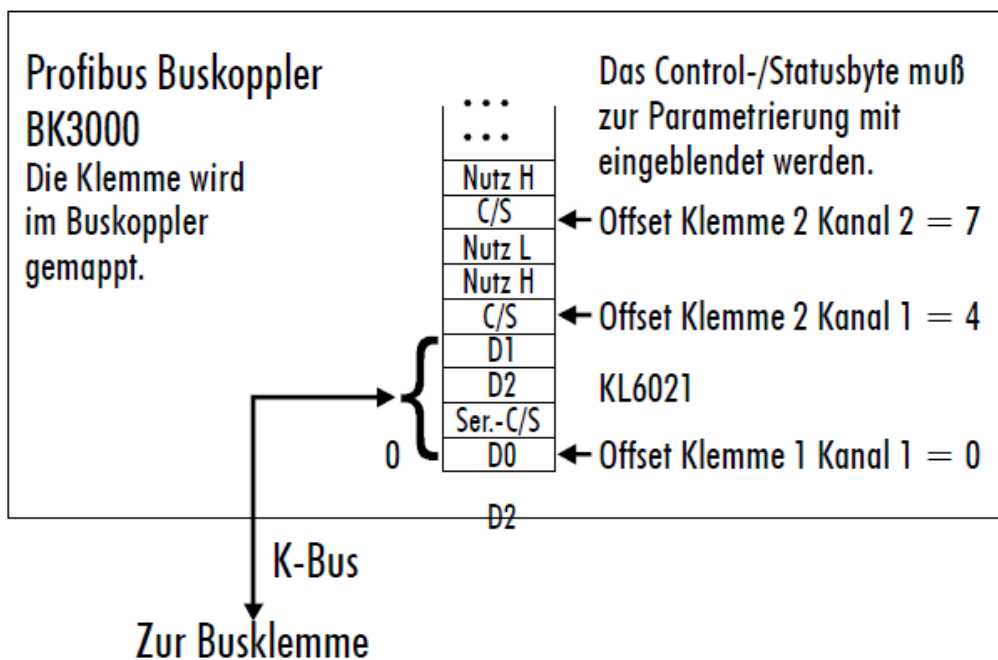 Profibus Buskoppler
BK3000
Die Klemme wird
im Buskoppler
gemappt.
Das Control-/Statusbyte muß
zur Parametrierung mit
eingeblendet werden.
...
...
Nutz H
C/S
Offset Klemme 2 Kanal 2 = 7
Nutz L
Nutz H
C/S
Offset Klemme 2 Kanal 1 = 4
D1
D2
KL6021
Ser.-C/S
0
D0
Offset Klemme 1 Kanal 1 = 0
D2
K-Bus
Zur Busklemme